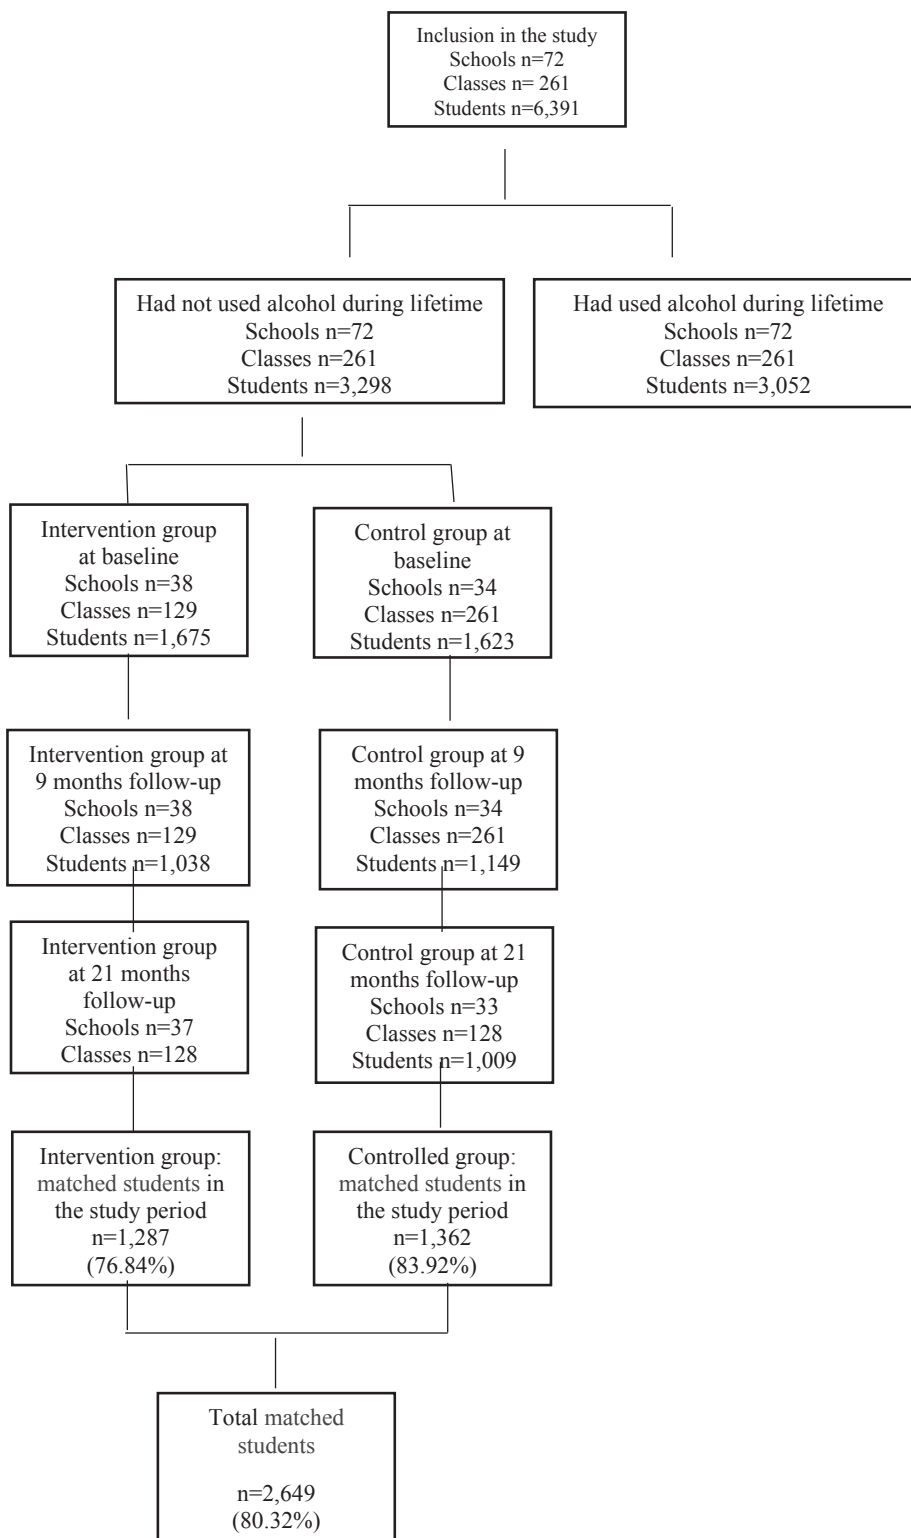 Inclusion in the study
Schools n=72
Classes n= 261
Students n=6,391
Had not used alcohol during lifetime
Schools n=72
Classes n=261
Students n=3,298
Had used alcohol during lifetime
Schools n=72
Classes n=261
Students n=3,052
Intervention group
at baseline
Schools n=38
Classes n=129
Students n=1,675
Control group at
baseline
Schools n=34
Classes n=261
Students n=1,623
Intervention group at
9 months follow-up
Schools n=38
Classes n=129
Students n=1,038
Control group at 9
months follow-up
Schools n=34
Classes n=261
Students n=1,149
Intervention group
at 21 months
follow-up
Schools n=37
Classes n=128
Control group at 21
months follow-up
Schools n=33
Classes n=128
Students n=1,009
Intervention group:
matched students in
the study period
n=1,287
(76.84%)
Controlled group:
matched students in
the study period
n=1,362
(83.92%)
Total matched
students
n=2,649
(80.32%)